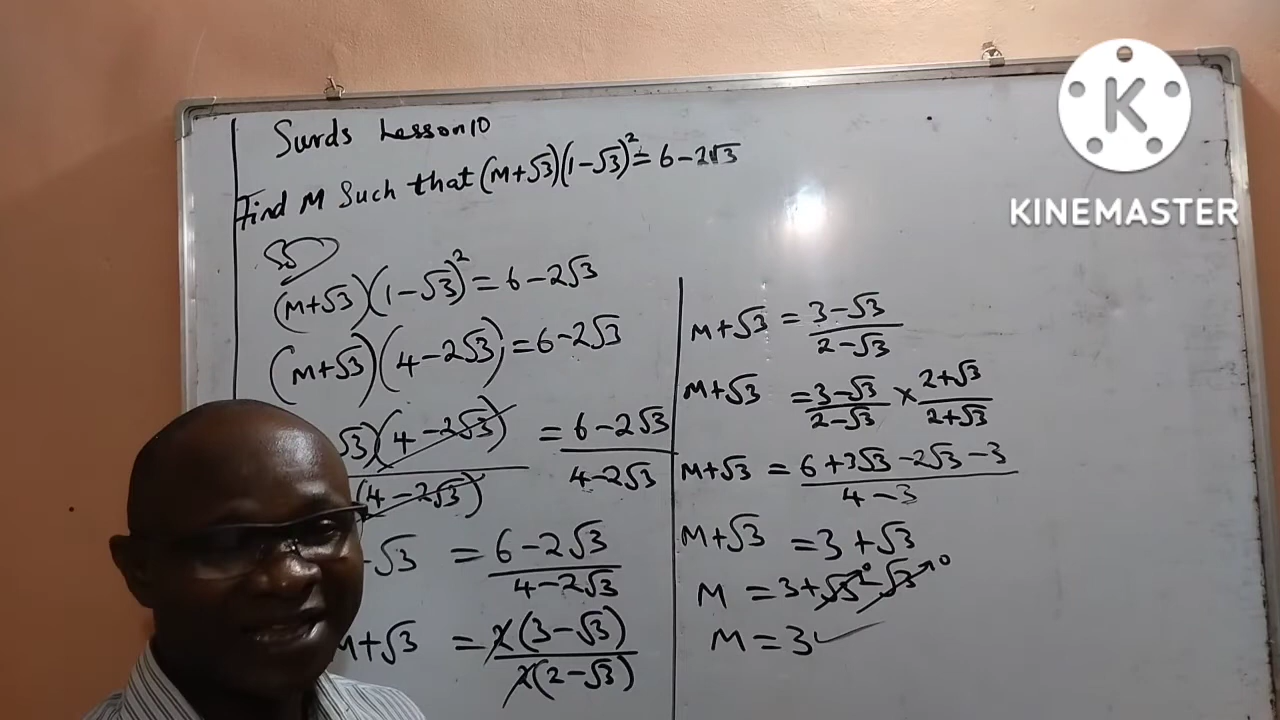 Surds Lesson 10
Find M Such that (M+√3)(1-√3)²= 6-2√3
(M+√3)(1-√3)² = 6-2√3
(M+√3)(4-2√3) = 6-2√3
√3)(4-2√3) / (4-2√3) = 6-2√3 / 4-2√3
-√3 = 6-2√3 / 4-2√3
M+√3 = 2(3-√3) / 2(2-√3)
M+√3 = 3-√3 / 2-√3
M+√3 = 3-√3 / 2-√3 × 2+√3 / 2+√3
M+√3 = 6+3√3-2√3-3 / 4-3
M+√3 = 3+√3
M = 3+√3⁰-√3 0
M = 3
K
KINEMASTER